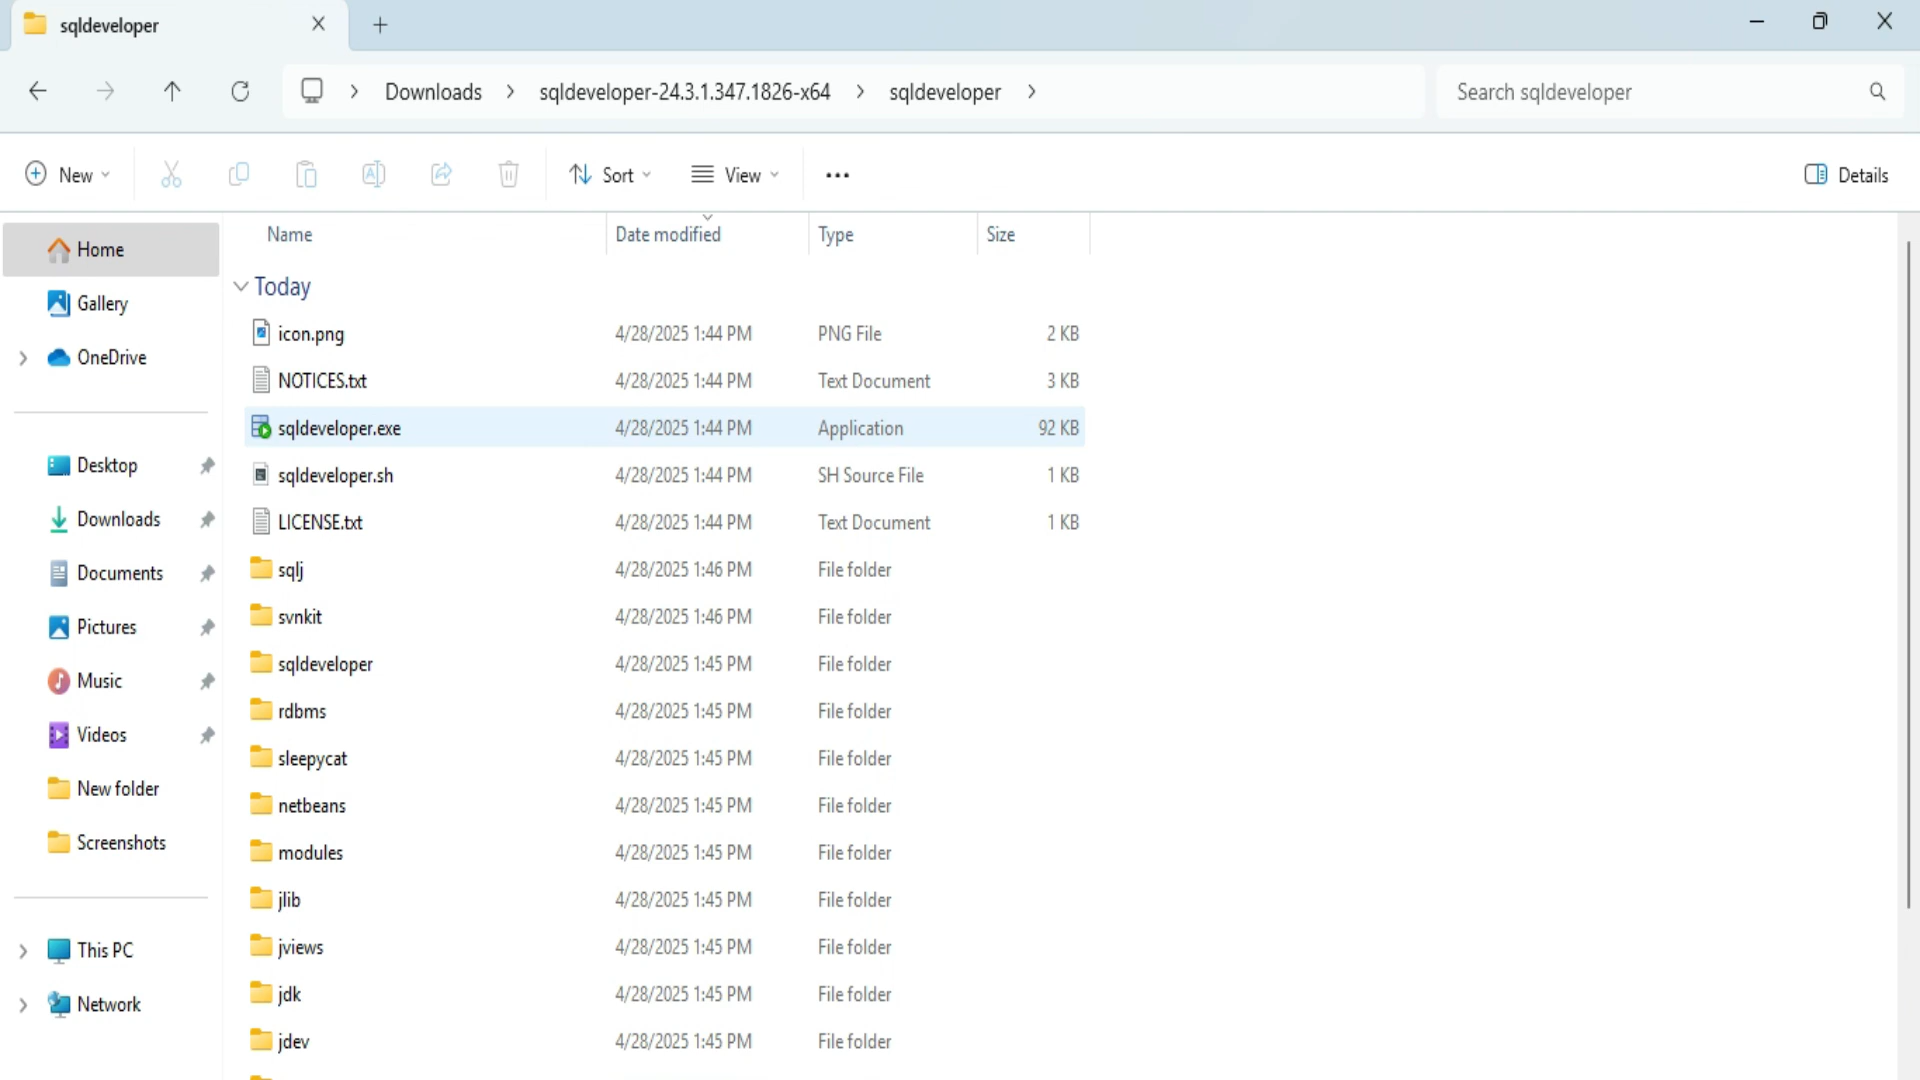 sqldeveloper
Downloads > sqldeveloper-24.3.1.347.1826-x64 > sqldeveloper >
Search sqldeveloper
New
Sort
View
Details
Name Date modified Type Size
Home
Gallery
OneDrive
Desktop
Downloads
Documents
Pictures
Music
Videos
New folder
Screenshots
This PC
Network
Today
icon.png 4/28/2025 1:44 PM PNG File 2 KB
NOTICES.txt 4/28/2025 1:44 PM Text Document 3 KB
sqldeveloper.exe 4/28/2025 1:44 PM Application 92 KB
sqldeveloper.sh 4/28/2025 1:44 PM SH Source File 1 KB
LICENSE.txt 4/28/2025 1:44 PM Text Document 1 KB
sqlj 4/28/2025 1:46 PM File folder
svnkit 4/28/2025 1:46 PM File folder
sqldeveloper 4/28/2025 1:45 PM File folder
rdbms 4/28/2025 1:45 PM File folder
sleepycat 4/28/2025 1:45 PM File folder
netbeans 4/28/2025 1:45 PM File folder
modules 4/28/2025 1:45 PM File folder
jlib 4/28/2025 1:45 PM File folder
jviews 4/28/2025 1:45 PM File folder
jdk 4/28/2025 1:45 PM File folder
jdev 4/28/2025 1:45 PM File folder